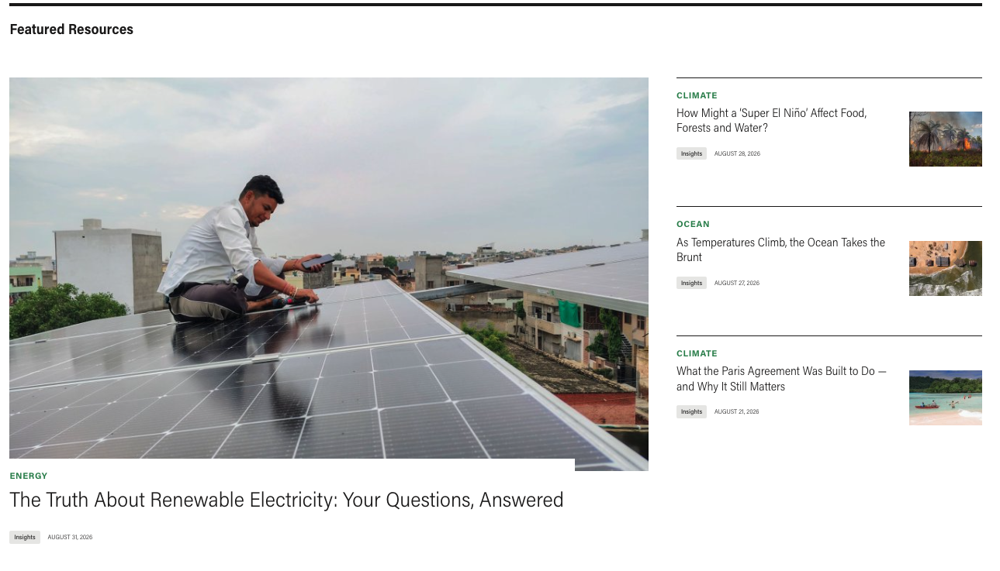 Featured Resources
ENERGY
The Truth About Renewable Electricity: Your Questions, Answered
Insights AUGUST 31, 2026
CLIMATE
How Might a ‘Super El Niño’ Affect Food,
Forests and Water?
Insights AUGUST 28, 2026
OCEAN
As Temperatures Climb, the Ocean Takes the
Brunt
Insights AUGUST 27, 2026
CLIMATE
What the Paris Agreement Was Built to Do —
and Why It Still Matters
Insights AUGUST 21, 2026